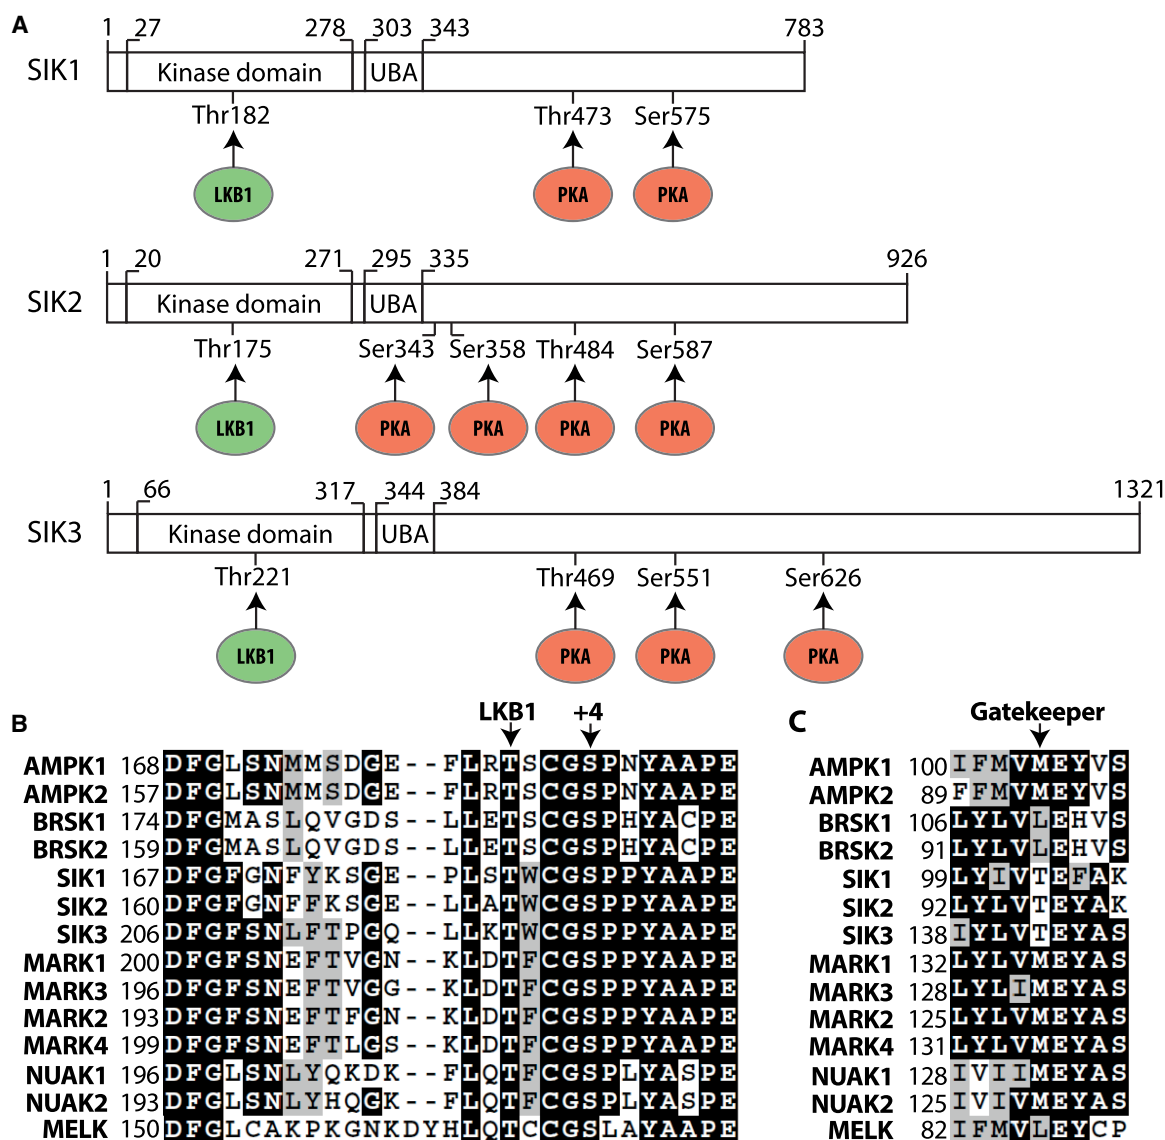 A
1 27 278 303 343 783
SIK1 Kinase domain UBA
Thr182 Thr473 Ser575
LKB1 PKA PKA
1 20 271 295 335 926
SIK2 Kinase domain UBA
Thr175 Ser343 Ser358 Thr484 Ser587
LKB1 PKA PKA PKA PKA
1 66 317 344 384 1321
SIK3 Kinase domain UBA
Thr221 Thr469 Ser551 Ser626
LKB1 PKA PKA PKA
B
LKB1 +4
AMPK1 168 DFGLSNMMSDGE--FLRTSCGSPNYAAPE
AMPK2 157 DFGLSNMMSDGE--FLRTSCGSPNYAAPE
BRSK1 174 DFGMASLQVGDS--LLETSCGSPHYACPE
BRSK2 159 DFGMASLQVGDS--LLETSCGSPHYACPE
SIK1 167 DFGFGNFYKSGE--PLSTWCGSPPYAAPE
SIK2 160 DFGFGNFFKSGE--LLATWCGSPPYAAPE
SIK3 206 DFGFSNLFTPGQ--LLKTWCGSPPYAAPE
MARK1 200 DFGFSNEFTVGN--KLDTFCGSPPYAAPE
MARK3 196 DFGFSNEFTVGG--KLDTFCGSPPYAAPE
MARK2 193 DFGFSNEFTFGN--KLDTFCGSPPYAAPE
MARK4 199 DFGFSNEFTLGS--KLDTFCGSPPYAAPE
NUAK1 196 DFGLSNLYQKDK--FLQTFCGSPLYASPE
NUAK2 193 DFGLSNLYHQGK--FLQTFCGSPLYASPE
MELK 150 DFGLCAKPKGNKDYHLQTCCGSLAYAAPE
C
Gatekeeper
AMPK1 100 IFMVMEYVS
AMPK2 89 FFMVMEYVS
BRSK1 106 LYLVLEHVS
BRSK2 91 LYLVLEHVS
SIK1 99 LYIVTEFAK
SIK2 92 LYLVTEYAK
SIK3 138 IYLVTEYAS
MARK1 132 LYLVMEYAS
MARK3 128 LYLIMEYAS
MARK2 125 LYLVMEYAS
MARK4 131 LYLVMEYAS
NUAK1 128 IVIIMEYAS
NUAK2 125 IVIVMEYAS
MELK 82 IFMVLEYCP